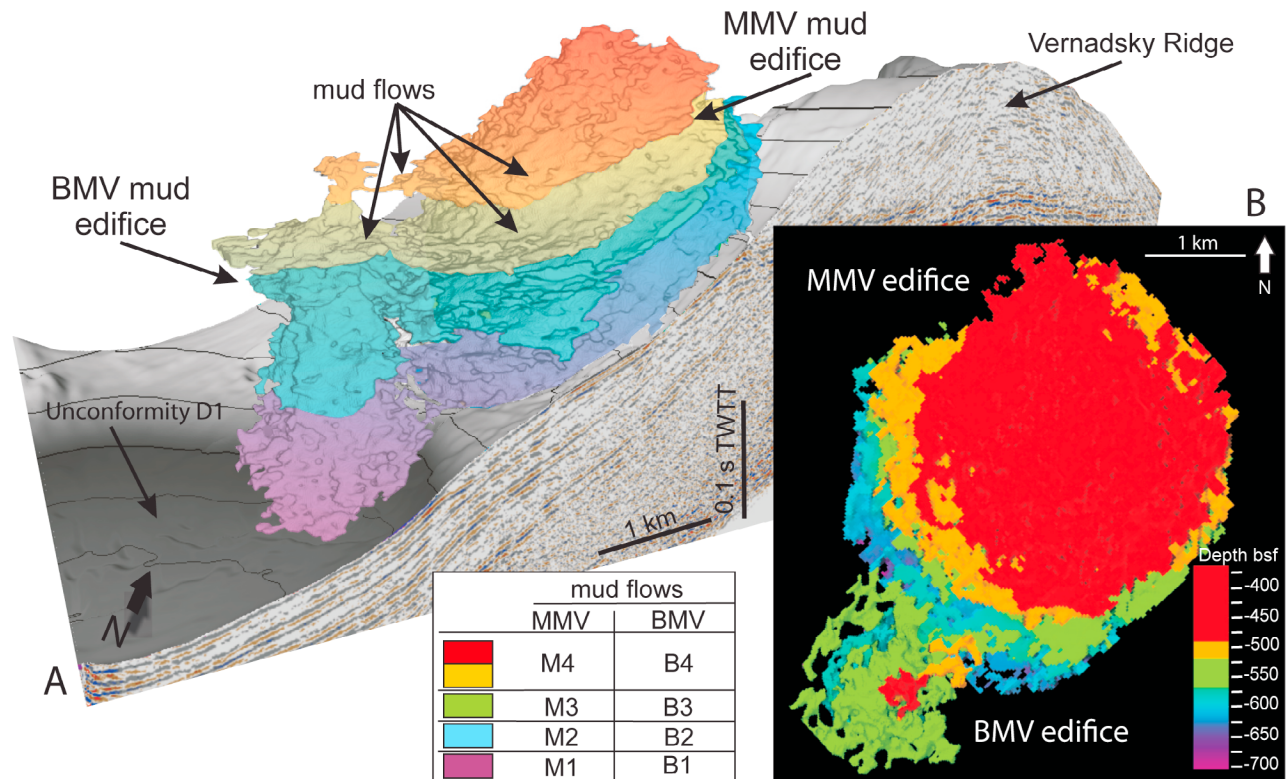 MMV mud
edifice
Vernadsky Ridge
mud flows
BMV mud
edifice
B
1 km
N
MMV edifice
Unconformity D1
0.1 s TWTT
1 km
N
A
Depth bsf
-400
-450
-500
-550
-600
-650
-700
BMV edifice
mud flows
MMV BMV
M4 B4
M3 B3
M2 B2
M1 B1